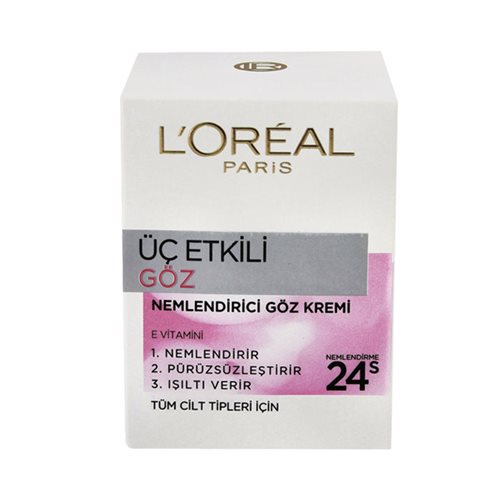 L'ORÉAL
PARiS
ÜÇ ETKİLİ
GÖZ
NEMLENDİRİCİ GÖZ KREMİ
E VİTAMİNİ
1. NEMLENDİRİR
2. PÜRÜZSÜZLEŞTİRİR
3. IŞILTI VERİR
NEMLENDİRME
24S
TÜM CİLT TİPLERİ İÇİN